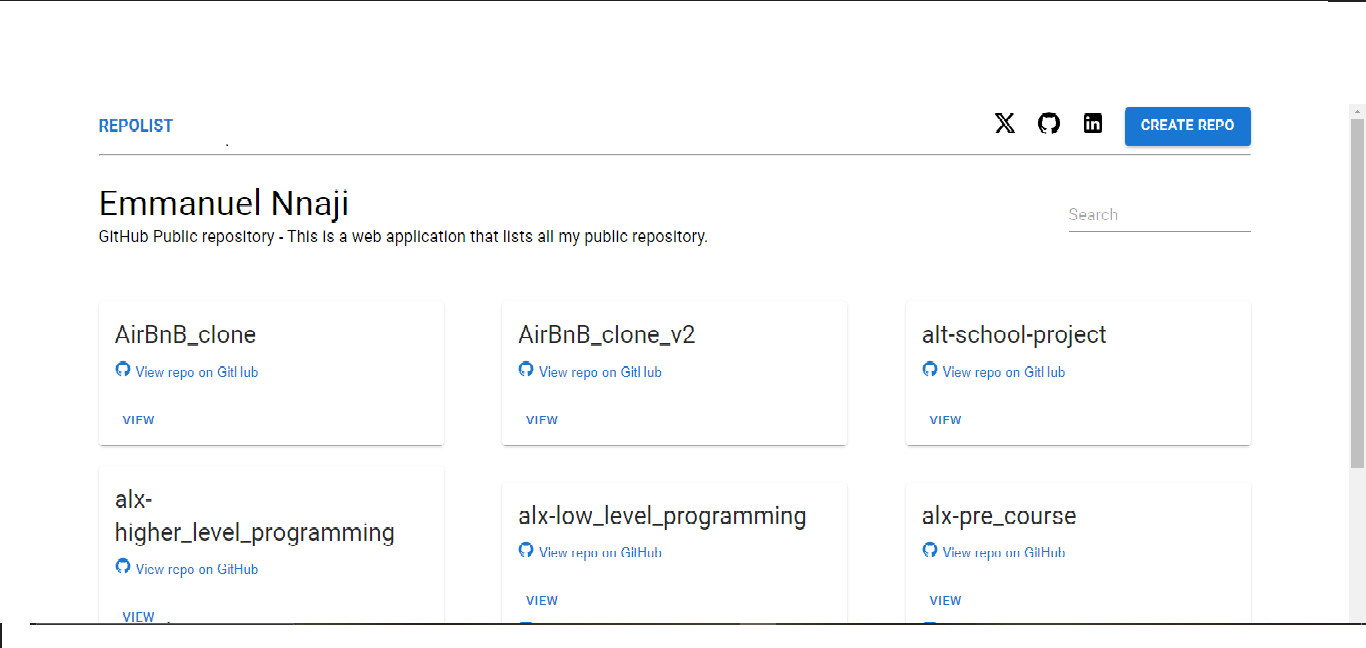 REPOLIST
CREATE REPO
Emmanuel Nnaji
GitHub Public repository - This is a web application that lists all my public repository.
Search
AirBnB_clone
View repo on GitHub
VIEW
AirBnB_clone_v2
View repo on GitHub
VIEW
alt-school-project
View repo on GitHub
VIEW
alx-
higher_level_programming
View repo on GitHub
VIEW
alx-low_level_programming
View repo on GitHub
VIEW
alx-pre_course
View repo on GitHub
VIEW